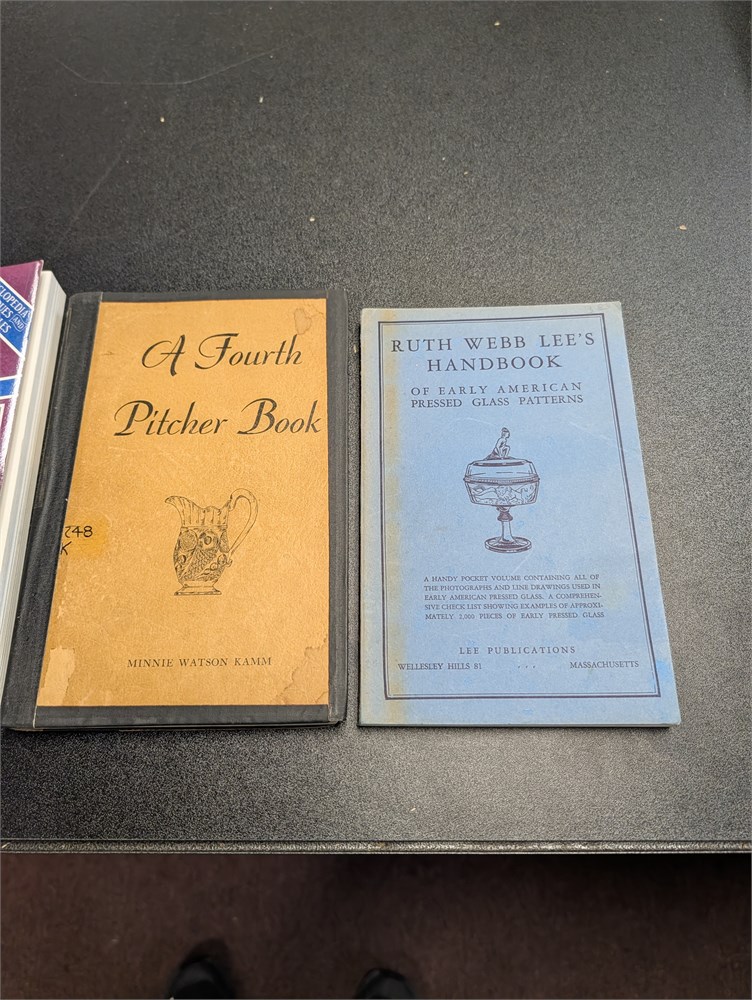 CLOPEDIA
AND
A Fourth
Pitcher Book
748
K
MINNIE WATSON KAMM
RUTH WEBB LEE'S
HANDBOOK
OF EARLY AMERICAN
PRESSED GLASS PATTERNS
A HANDY POCKET VOLUME CONTAINING ALL OF
THE PHOTOGRAPHS AND LINE DRAWINGS USED IN
EARLY AMERICAN PRESSED GLASS. A COMPREHEN-
SIVE CHECK LIST SHOWING EXAMPLES OF APPROXI-
MATELY 2,000 PIECES OF EARLY PRESSED GLASS
LEE PUBLICATIONS
WELLESLEY HILLS 81 . . . MASSACHUSETTS